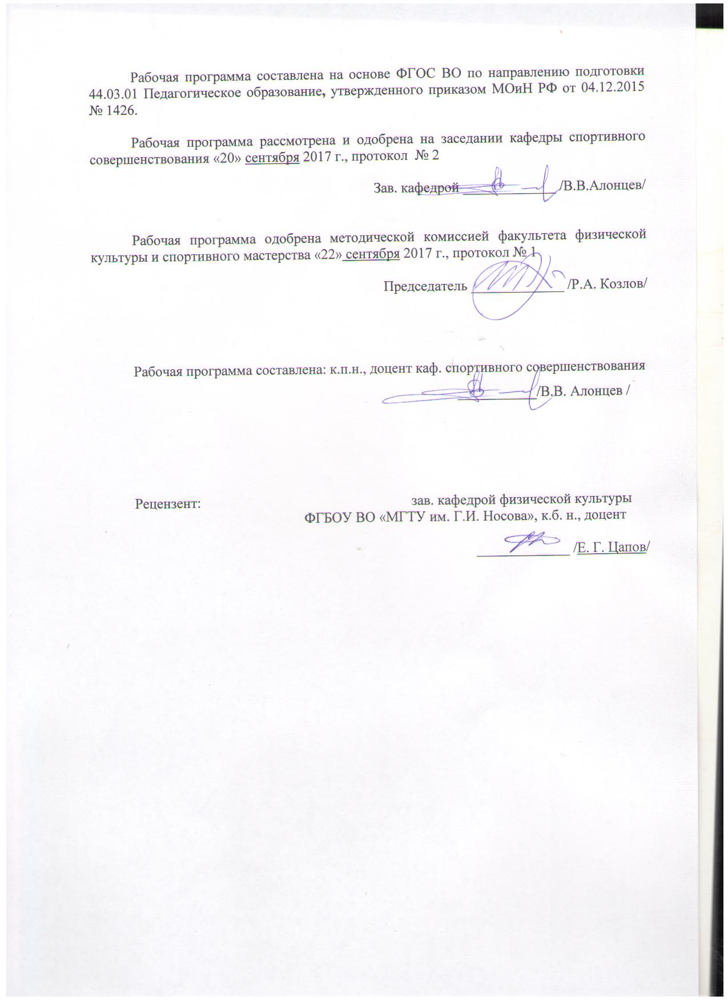 Рабочая программа составлена на основе ФГОС ВО по направлению подготовки
44.03.01 Педагогическое образование, утвержденного приказом МОиН РФ от 04.12.2015
№ 1426.
Рабочая программа рассмотрена и одобрена на заседании кафедры спортивного
совершенствования «20» сентября 2017 г., протокол № 2
Зав. кафедрой ______________ /В.В.Алонцев/
Рабочая программа одобрена методической комиссией факультета физической
культуры и спортивного мастерства «22» сентября 2017 г., протокол № 1
Председатель ______________ /Р.А. Козлов/
Рабочая программа составлена: к.п.н., доцент каф. спортивного совершенствования
____________/В.В. Алонцев /
Рецензент: зав. кафедрой физической культуры
ФГБОУ ВО «МГТУ им. Г.И. Носова», к.б. н., доцент
______________ /Е. Г. Цапов/